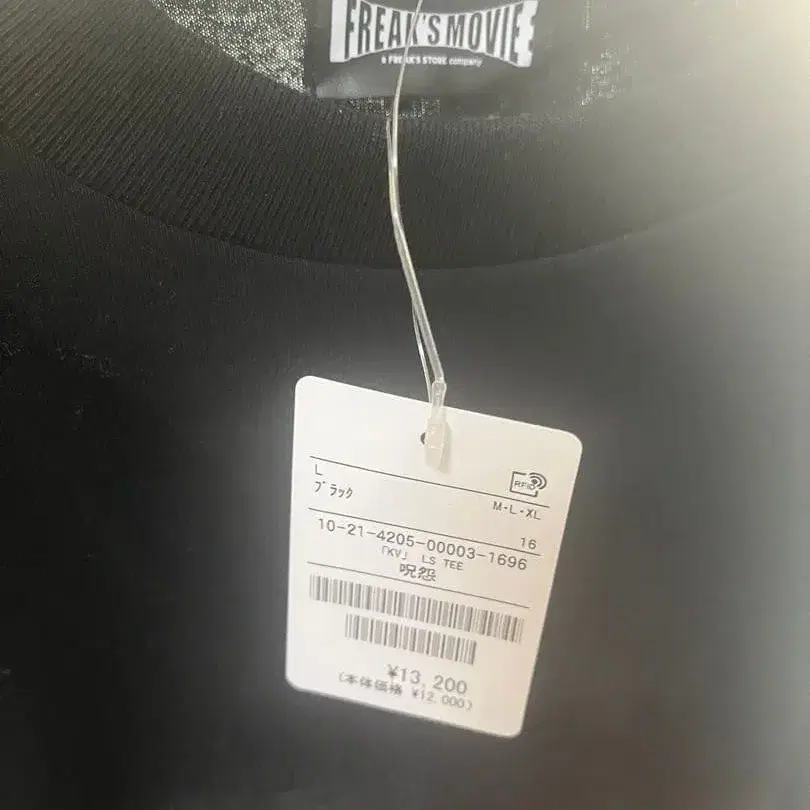 FREAK'S MOVIE
a FREAK'S STORE company
L
ブラック
RFID
M・L・XL
16
10-21-4205-00003-1696
「KV」 LS TEE
呪怨
¥13,200
(本体価格 ¥12,000)